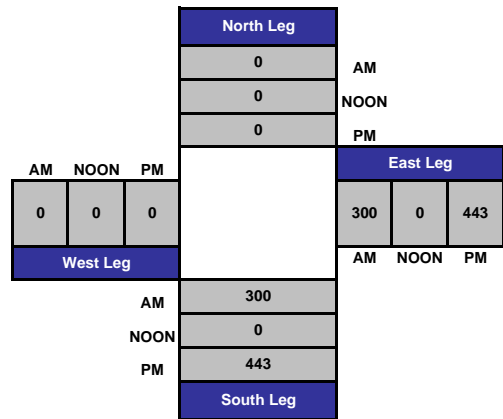 North Leg
0
AM
0
NOON
0
PM
AM NOON PM
East Leg
0 0 0
300 0 443
West Leg
AM NOON PM
AM 300
NOON 0
PM 443
South Leg